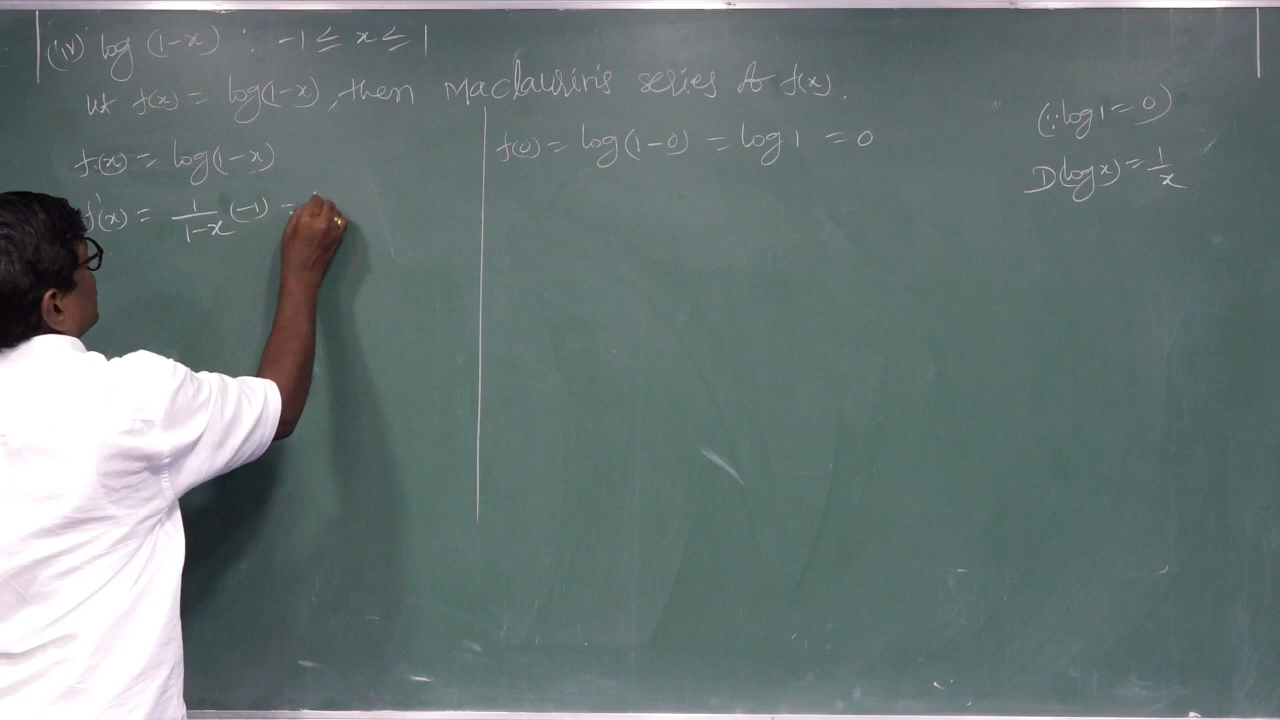 (iv) log (1-x) : -1 ≤ x ≤ 1
let f(x) = log(1-x), then Maclaurin's series of f(x).
f(x) = log(1-x)
f'(x) = 1/(1-x) (-1) =
f(0) = log(1-0) = log 1 = 0
(∵ log 1 = 0)
D(log x) = 1/x